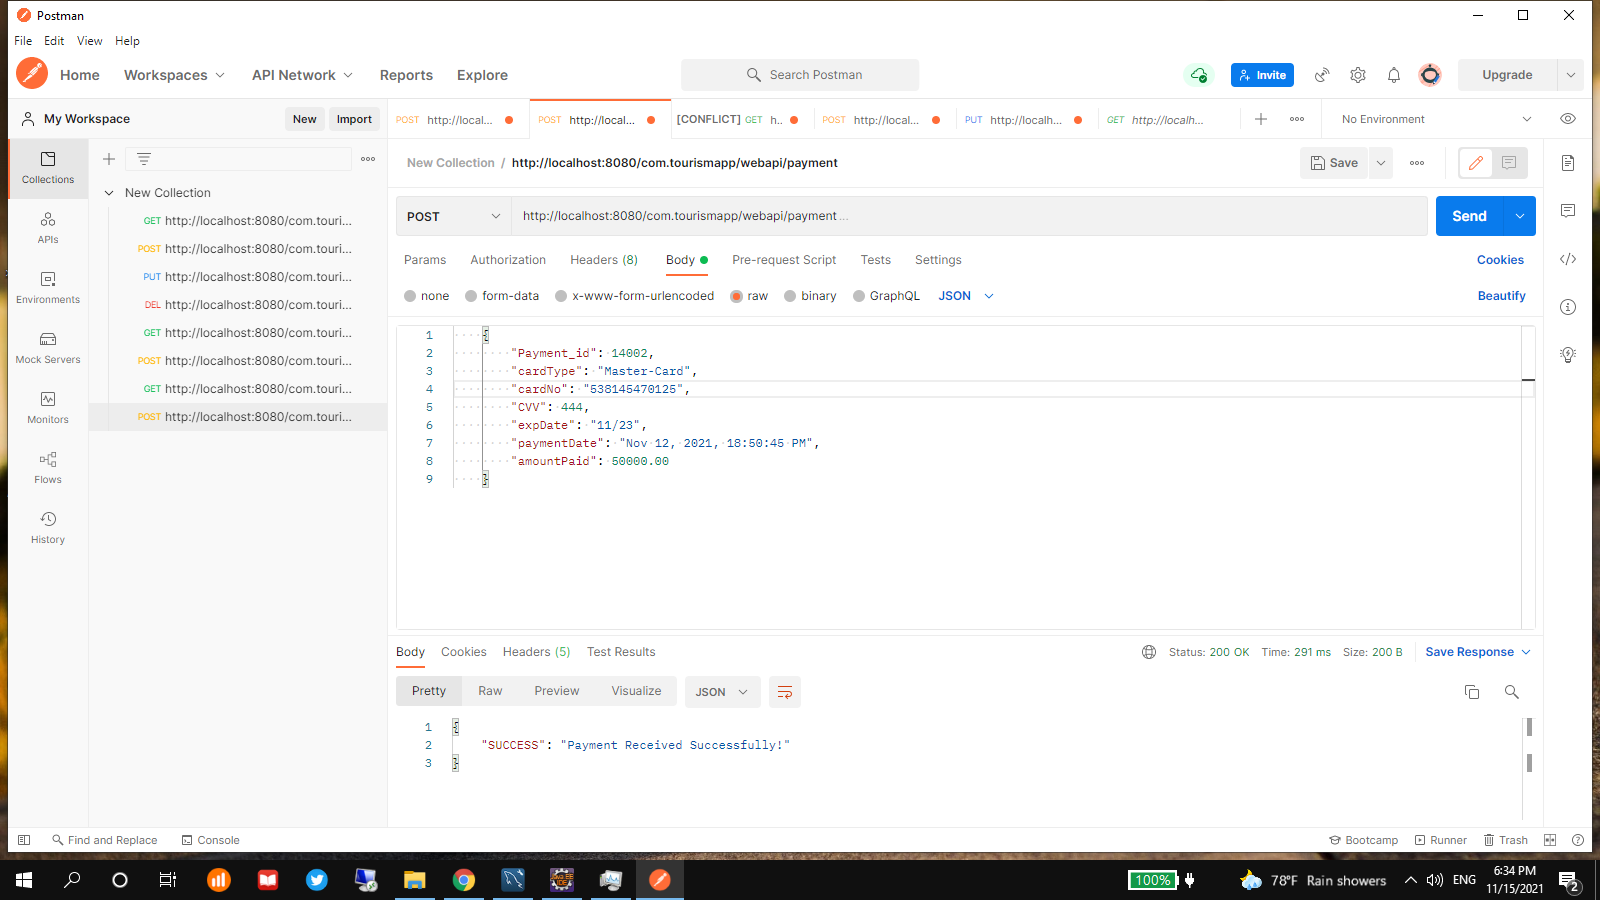 Postman
File Edit View Help
Home Workspaces API Network Reports Explore Search Postman Invite Upgrade
My Workspace New Import
POST http://local... POST http://local... [CONFLICT] GET h.. POST http://local... PUT http://localh... GET http://localh... No Environment
New Collection / http://localhost:8080/com.tourismapp/webapi/payment Save
Collections
APIs
Environments
Mock Servers
Monitors
Flows
History
New Collection
GET http://localhost:8080/com.touri...
POST http://localhost:8080/com.touri...
PUT http://localhost:8080/com.touri...
DEL http://localhost:8080/com.touri...
GET http://localhost:8080/com.touri...
POST http://localhost:8080/com.touri...
GET http://localhost:8080/com.touri...
POST http://localhost:8080/com.touri...
POST http://localhost:8080/com.tourismapp/webapi/payment ... Send
Params Authorization Headers (8) Body Pre-request Script Tests Settings Cookies
none form-data x-www-form-urlencoded raw binary GraphQL JSON Beautify
1 {
2 "Payment_id": 14002,
3 "cardType": "Master-Card",
4 "cardNo": "538145470125",
5 "CVV": 444,
6 "expDate": "11/23",
7 "paymentDate": "Nov 12, 2021, 18:50:45 PM",
8 "amountPaid": 50000.00
9 }
Body Cookies Headers (5) Test Results Status: 200 OK Time: 291 ms Size: 200 B Save Response
Pretty Raw Preview Visualize JSON
1 {
2 "SUCCESS": "Payment Received Successfully!"
3 }
Find and Replace Console Bootcamp Runner Trash
100% 78°F Rain showers ENG 6:34 PM
11/15/2021 2